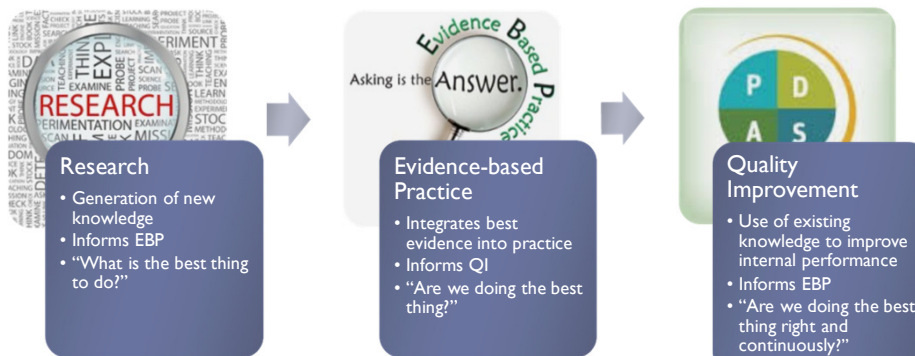 RESEARCH
Research
• Generation of new
knowledge
• Informs EBP
• “What is the best thing
to do?”
Evidence Based Practice
Asking is the Answer.
Evidence-based
Practice
• Integrates best
evidence into practice
• Informs QI
• “Are we doing the best
thing?”
P D
A S
Quality
Improvement
• Use of existing
knowledge to improve
internal performance
• Informs EBP
• “Are we doing the best
thing right and
continuously?”